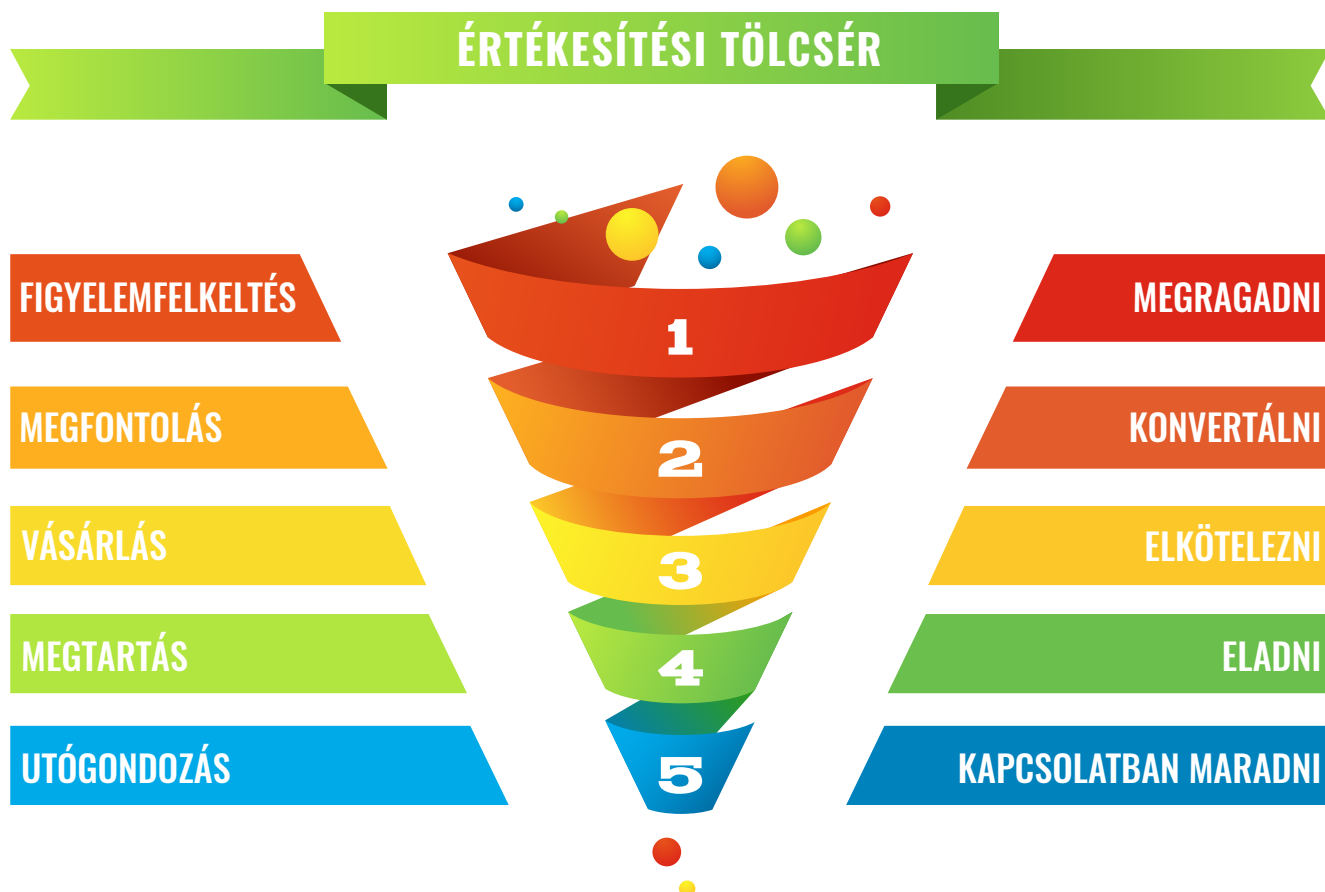 ÉRTÉKESÍTÉSI TÖLCSÉR
FIGYELEMFELKELTÉS
1
MEGRAGADNI
MEGFONTOLÁS
2
KONVERTÁLNI
VÁSÁRLÁS
3
ELKÖTELEZNI
MEGTARTÁS
4
ELADNI
UTÓGONDOZÁS
5
KAPCSOLATBAN MARADNI